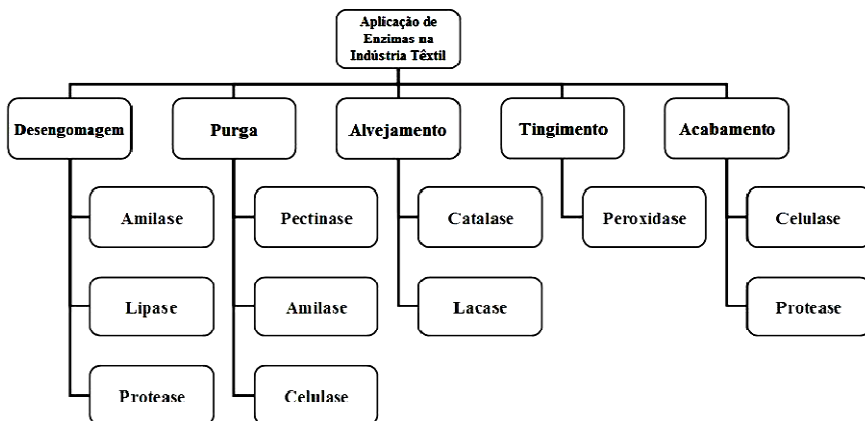 Aplicação de
Enzimas na
Indústria Têxtil
Desengomagem
Purga
Alvejamento
Tingimento
Acabamento
Amilase
Pectinase
Catalase
Peroxidase
Celulase
Lipase
Amilase
Lacase
Protease
Protease
Celulase